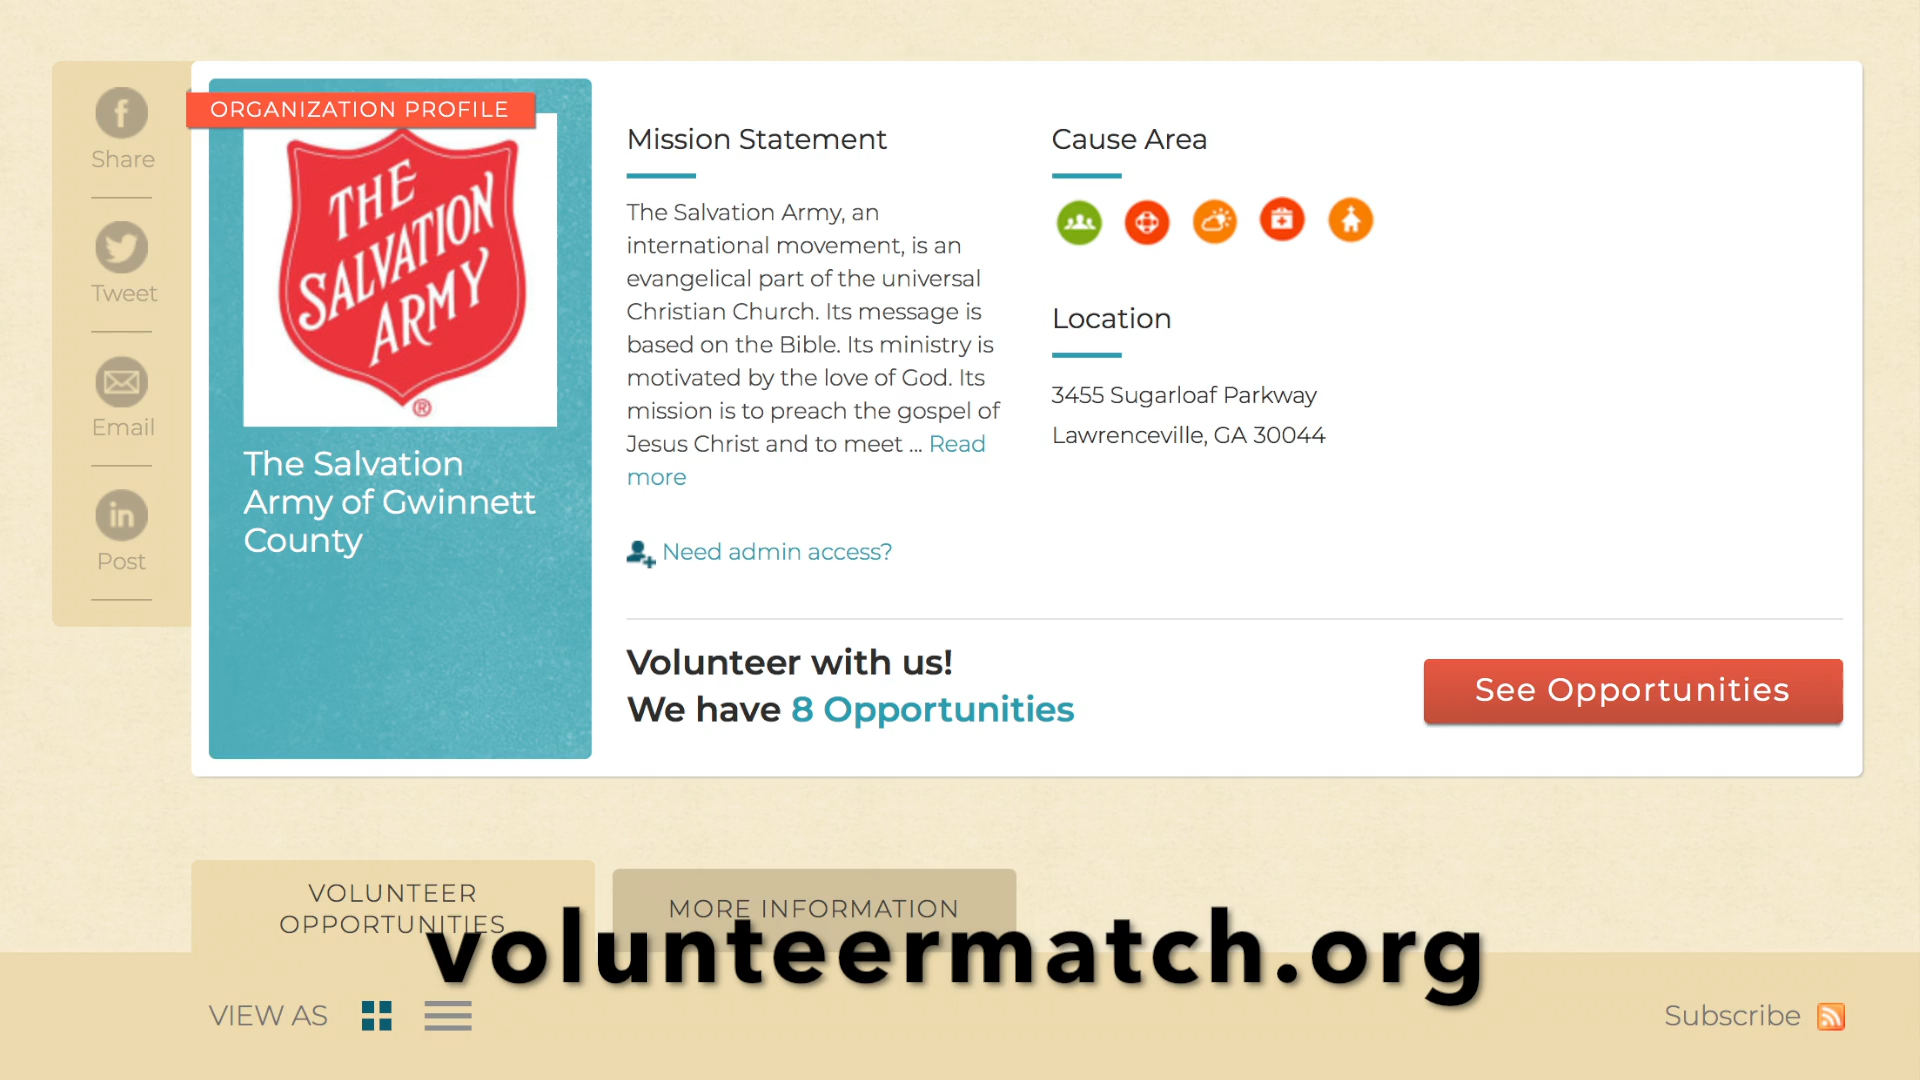 Share
Tweet
Email
Post
ORGANIZATION PROFILE
THE
SALVATION
ARMY
®
The Salvation
Army of Gwinnett
County
Mission Statement
The Salvation Army, an
international movement, is an
evangelical part of the universal
Christian Church. Its message is
based on the Bible. Its ministry is
motivated by the love of God. Its
mission is to preach the gospel of
Jesus Christ and to meet ... Read
more
Need admin access?
Cause Area
Location
3455 Sugarloaf Parkway
Lawrenceville, GA 30044
Volunteer with us!
We have 8 Opportunities
See Opportunities
VOLUNTEER
OPPORTUNITIES
MORE INFORMATION
volunteermatch.org
VIEW AS
Subscribe